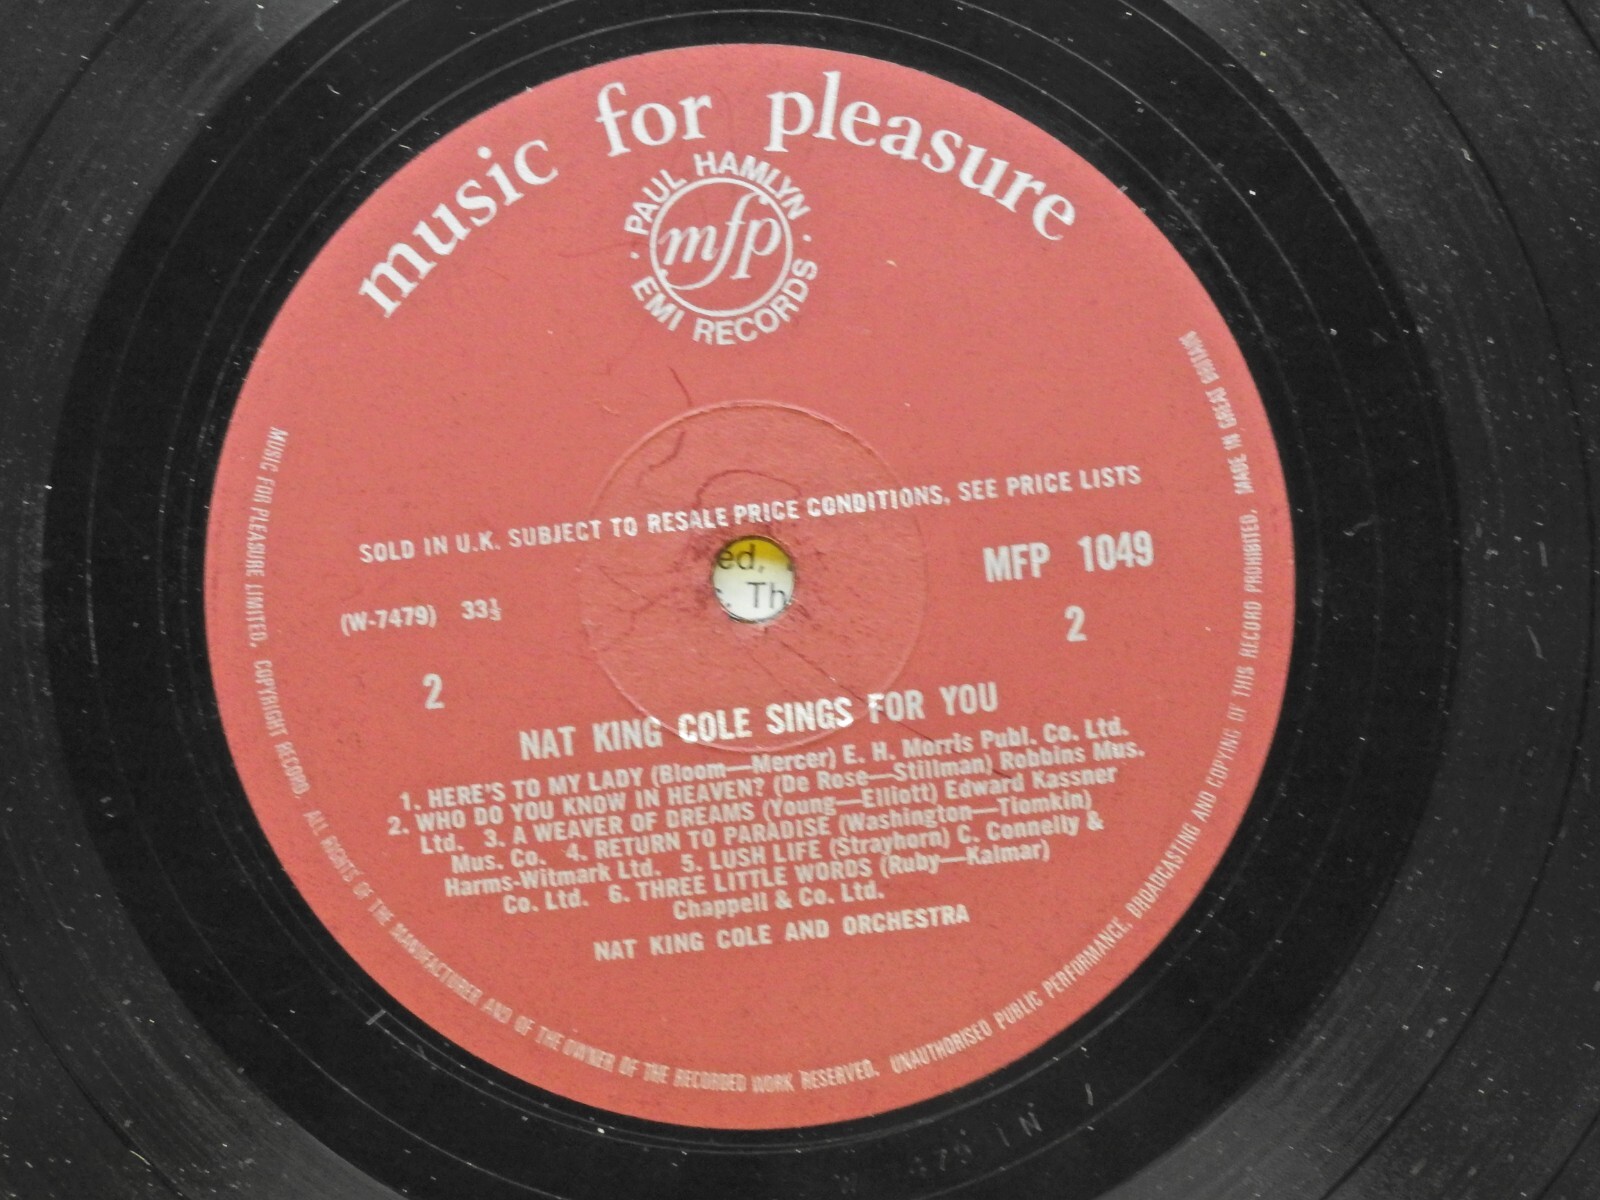 music for pleasure
PAUL HAMLYN
mfp
· EMI RECORDS ·
SOLD IN U.K. SUBJECT TO RESALE PRICE CONDITIONS, SEE PRICE LISTS
MFP 1049
(W-7479) 33⅓
2
2
NAT KING COLE SINGS FOR YOU
1. HERE'S TO MY LADY (Bloom—Mercer) E. H. Morris Publ. Co. Ltd.
2. WHO DO YOU KNOW IN HEAVEN? (De Rose—Stillman) Robbins Mus.
Ltd. 3. A WEAVER OF DREAMS (Young—Elliott) Edward Kassner
Mus. Co. 4. RETURN TO PARADISE (Washington—Tiomkin)
Harms-Witmark Ltd. 5. LUSH LIFE (Strayhorn) C. Connelly &
Co. Ltd. 6. THREE LITTLE WORDS (Ruby—Kalmar)
Chappell & Co. Ltd.
NAT KING COLE AND ORCHESTRA
MUSIC FOR PLEASURE LIMITED. COPYRIGHT RECORD. ALL RIGHTS OF THE MANUFACTURER AND OF THE OWNER OF THE RECORDED WORK RESERVED. UNAUTHORISED PUBLIC PERFORMANCE, BROADCASTING AND COPYING OF THIS RECORD PROHIBITED. MADE IN GREAT BRITAIN
ed,
Th